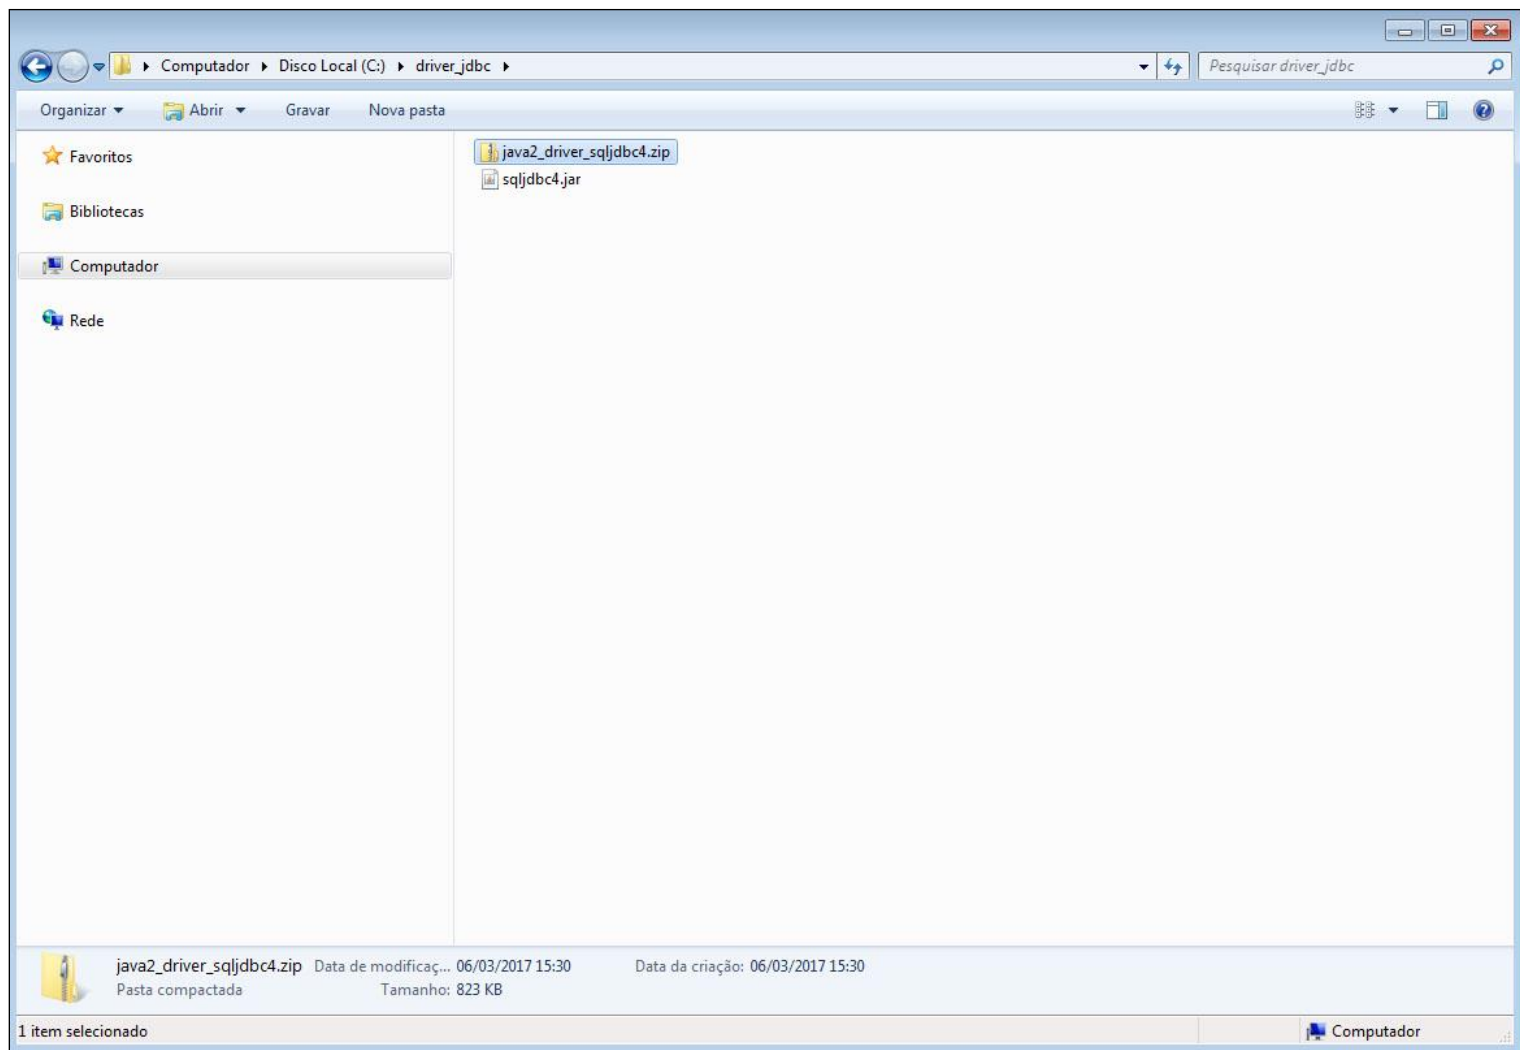 Computador Disco Local (C:) driver_jdbc
Pesquisar driver_jdbc
Organizar Abrir Gravar Nova pasta
Favoritos
Bibliotecas
Computador
Rede
java2_driver_sqljdbc4.zip
sqljdbc4.jar
java2_driver_sqljdbc4.zip Data de modificaç... 06/03/2017 15:30 Data da criação: 06/03/2017 15:30
Pasta compactada Tamanho: 823 KB
1 item selecionado
Computador